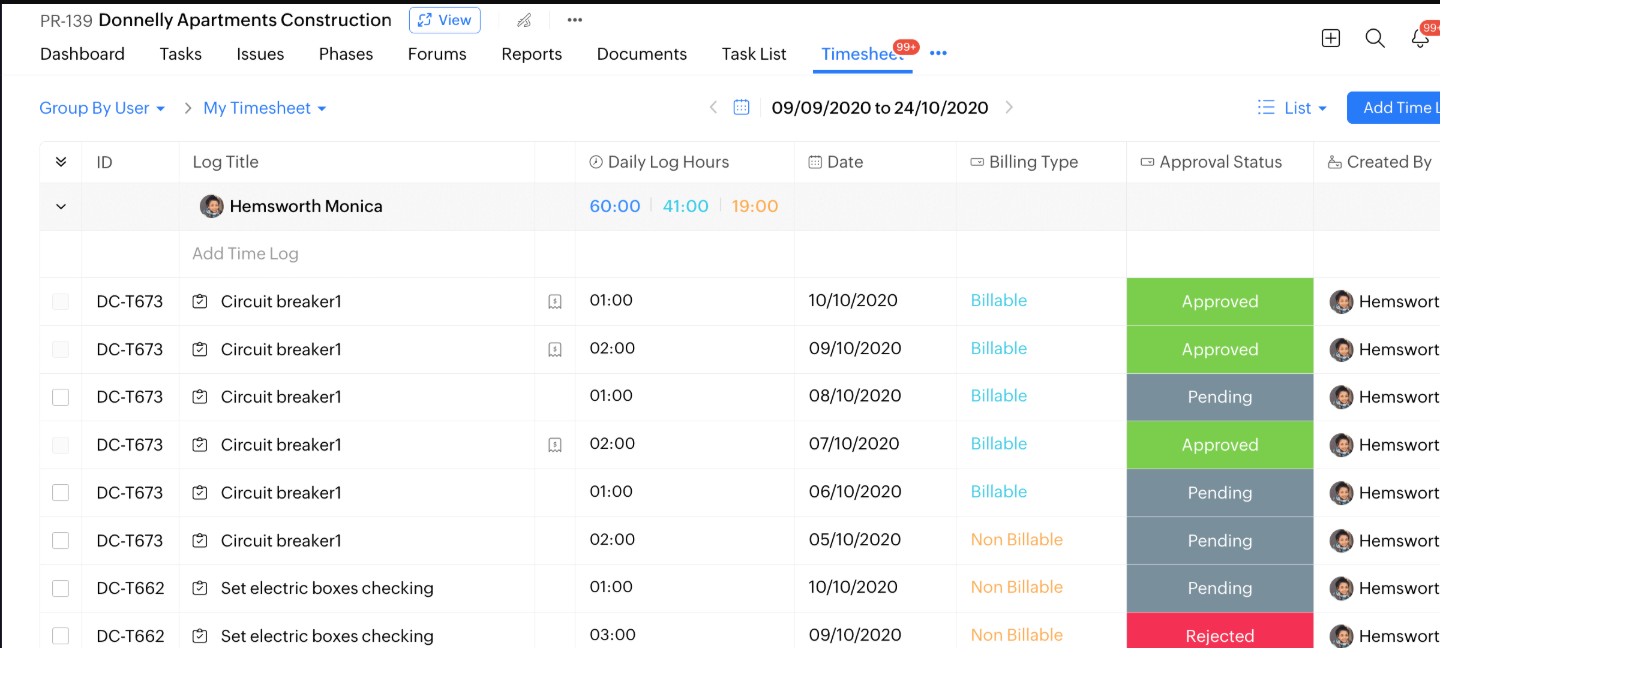 PR-139 Donnelly Apartments Construction View
99+
Dashboard Tasks Issues Phases Forums Reports Documents Task List Timesheet 99+
Group By User My Timesheet 09/09/2020 to 24/10/2020 List Add Time L
ID Log Title Daily Log Hours Date Billing Type Approval Status Created By
Hemsworth Monica 60:00 41:00 19:00
Add Time Log
DC-T673 Circuit breaker1 01:00 10/10/2020 Billable Approved Hemswort
DC-T673 Circuit breaker1 02:00 09/10/2020 Billable Approved Hemswort
DC-T673 Circuit breaker1 01:00 08/10/2020 Billable Pending Hemswort
DC-T673 Circuit breaker1 02:00 07/10/2020 Billable Approved Hemswort
DC-T673 Circuit breaker1 01:00 06/10/2020 Billable Pending Hemswort
DC-T673 Circuit breaker1 02:00 05/10/2020 Non Billable Pending Hemswort
DC-T662 Set electric boxes checking 01:00 10/10/2020 Non Billable Pending Hemswort
DC-T662 Set electric boxes checking 03:00 09/10/2020 Non Billable Rejected Hemswort